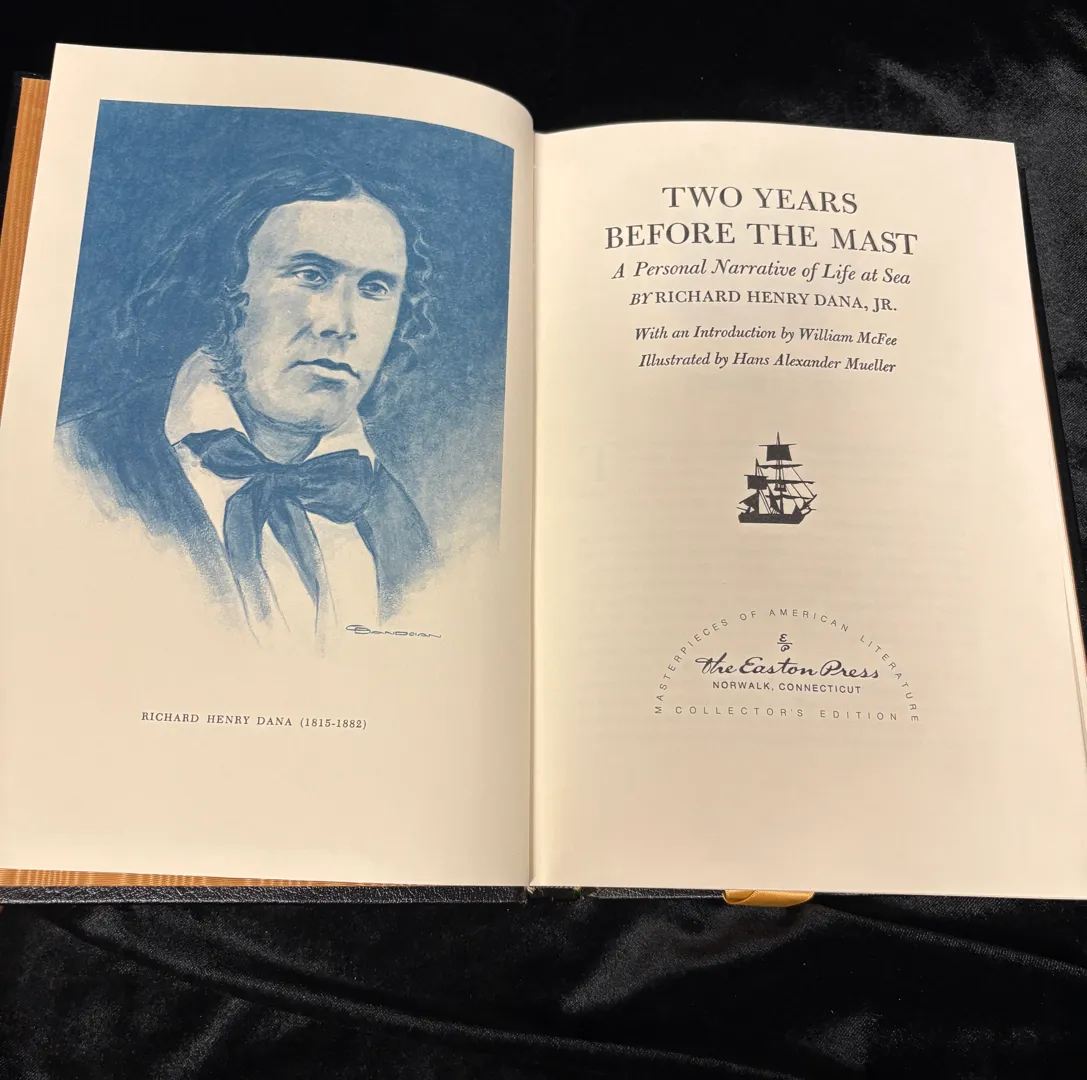 Bandoian
RICHARD HENRY DANA (1815-1882)
TWO YEARS
BEFORE THE MAST
A Personal Narrative of Life at Sea
BY RICHARD HENRY DANA, JR.
With an Introduction by William McFee
Illustrated by Hans Alexander Mueller
MASTERPIECES OF AMERICAN LITERATURE
E/P
the Easton Press
NORWALK, CONNECTICUT
COLLECTOR'S EDITION